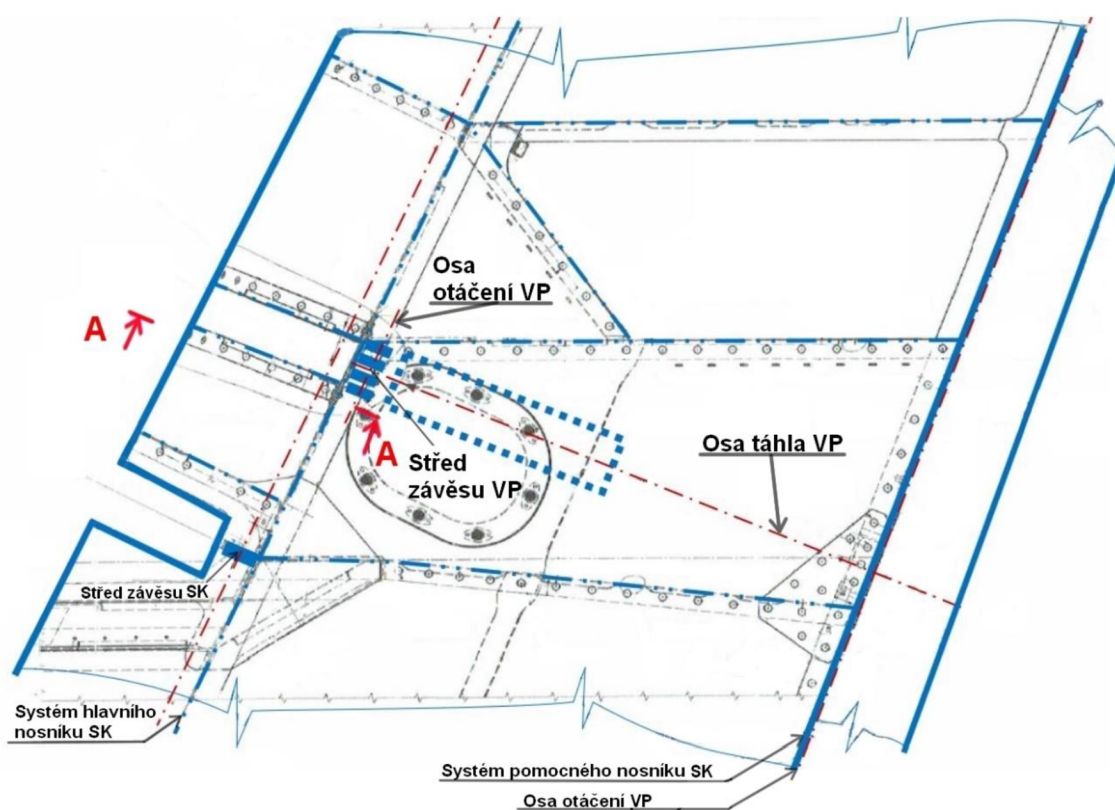 Osa
otáčení VP
A
A
Střed
závěsu VP
Osa táhla VP
Střed závěsu SK
Systém hlavního
nosníku SK
Systém pomocného nosníku SK
Osa otáčení VP